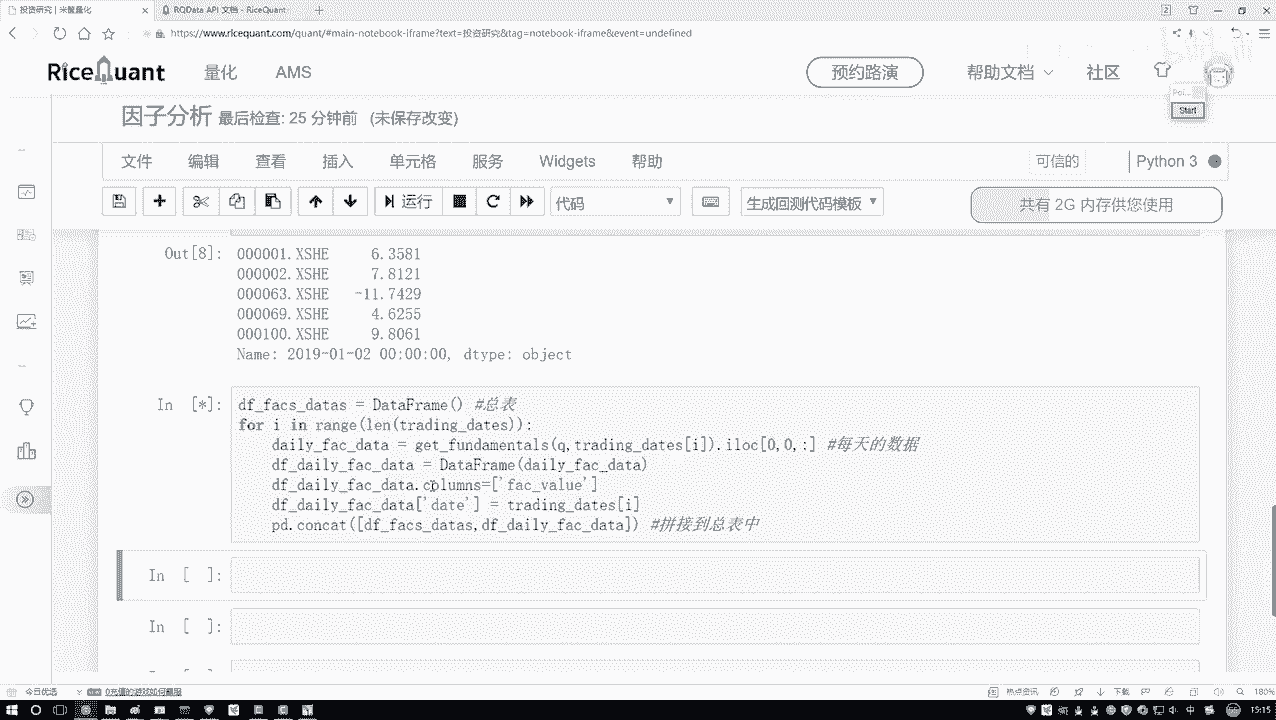 投资研究 | 米筐量化
RQData API 文档 - RiceQuant
https://www.ricequant.com/quant/#main-notebook-iframe?text=投资研究&tag=notebook-iframe&event=undefined
RiceQuant 量化 AMS 预约路演 帮助文档 社区
Start
因子分析 最后检查: 25 分钟前 (未保存改变)
文件 编辑 查看 插入 单元格 服务 Widgets 帮助 可信的 Python 3
运行 代码 生成回测代码模板 共有 2G 内存供您使用
Out[8]: 000001.XSHE 6.3581
000002.XSHE 7.8121
000063.XSHE -11.7429
000069.XSHE 4.6255
000100.XSHE 9.8061
Name: 2019-01-02 00:00:00, dtype: object
In [*]: df_facs_datas = DataFrame() #总表
for i in range(len(trading_dates)):
daily_fac_data = get_fundamentals(q,trading_dates[i]).iloc[0,0,:] #每天的数据
df_daily_fac_data = DataFrame(daily_fac_data)
df_daily_fac_data.columns=['fac_value']
df_daily_fac_data['date'] = trading_dates[i]
pd.concat([df_facs_datas,df_daily_fac_data]) #拼接到总表中
In [ ]:
In [ ]:
今日优选
热点资讯 下载 180%
中 15:15